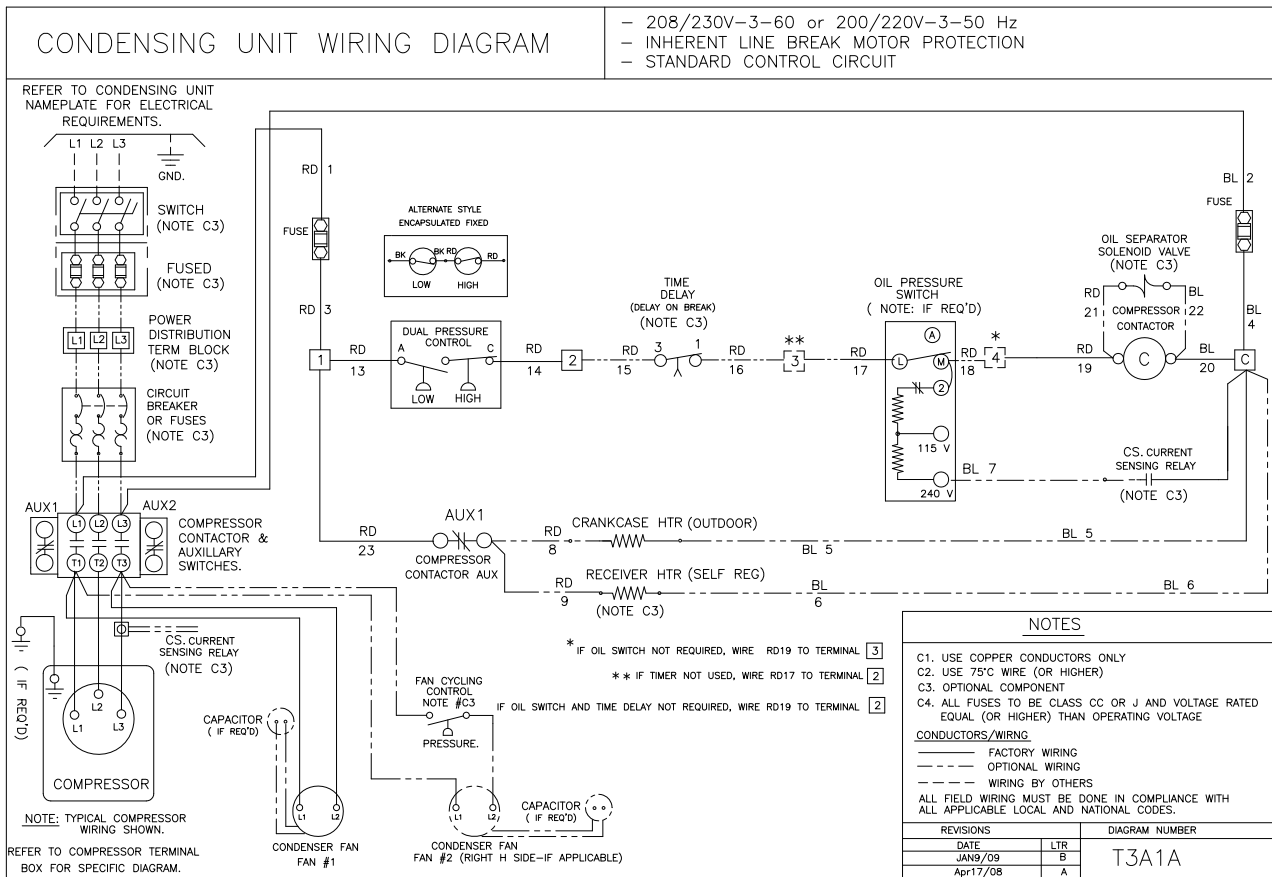 CONDENSING UNIT WIRING DIAGRAM
- 208/230V-3-60 or 200/220V-3-50 Hz
- INHERENT LINE BREAK MOTOR PROTECTION
- STANDARD CONTROL CIRCUIT
REFER TO CONDENSING UNIT
NAMEPLATE FOR ELECTRICAL
REQUIREMENTS.
L1 L2 L3
GND.
SWITCH
(NOTE C3)
FUSED
(NOTE C3)
L1 L2 L3
POWER
DISTRIBUTION
TERM BLOCK
(NOTE C3)
CIRCUIT
BREAKER
OR FUSES
(NOTE C3)
AUX1
AUX2
L1 L2 L3
T1 T2 T3
COMPRESSOR
CONTACTOR &
AUXILLARY
SWITCHES.
CS. CURRENT
SENSING RELAY
(NOTE C3)
( IF REQ'D)
L1
L2
L3
COMPRESSOR
NOTE: TYPICAL COMPRESSOR
WIRING SHOWN.
REFER TO COMPRESSOR TERMINAL
BOX FOR SPECIFIC DIAGRAM.
RD 1
FUSE
RD 3
1
ALTERNATE STYLE
ENCAPSULATED FIXED
BK
BK RD
RD
LOW
HIGH
RD
13
DUAL PRESSURE
CONTROL
A
C
LOW
HIGH
RD
14
2
RD
15
TIME
DELAY
(DELAY ON BREAK)
(NOTE C3)
3
1
RD
16
**
3
RD
17
OIL PRESSURE
SWITCH
( NOTE: IF REQ'D)
A
L
M
2
115 V
240 V
RD
18
*
4
RD
19
OIL SEPARATOR
SOLENOID VALVE
(NOTE C3)
RD
21
BL
22
COMPRESSOR
CONTACTOR
C
BL
20
C
BL 2
FUSE
BL
4
BL 7
CS. CURRENT
SENSING RELAY
(NOTE C3)
RD
23
AUX1
COMPRESSOR
CONTACTOR AUX
RD
8
CRANKCASE HTR (OUTDOOR)
BL 5
BL 5
RD
9
RECEIVER HTR (SELF REG)
(NOTE C3)
BL
6
BL 6
* IF OIL SWITCH NOT REQUIRED, WIRE RD19 TO TERMINAL 3
** IF TIMER NOT USED, WIRE RD17 TO TERMINAL 2
IF OIL SWITCH AND TIME DELAY NOT REQUIRED, WIRE RD19 TO TERMINAL 2
FAN CYCLING
CONTROL
NOTE #C3
PRESSURE.
CAPACITOR
( IF REQ'D)
L1
L2
CONDENSER FAN
FAN #1
L1
L2
CAPACITOR
( IF REQ'D)
CONDENSER FAN
FAN #2 (RIGHT H SIDE-IF APPLICABLE)
NOTES
C1. USE COPPER CONDUCTORS ONLY
C2. USE 75°C WIRE (OR HIGHER)
C3. OPTIONAL COMPONENT
C4. ALL FUSES TO BE CLASS CC OR J AND VOLTAGE RATED
EQUAL (OR HIGHER) THAN OPERATING VOLTAGE
CONDUCTORS/WIRNG
FACTORY WIRING
OPTIONAL WIRING
WIRING BY OTHERS
ALL FIELD WIRING MUST BE DONE IN COMPLIANCE WITH
ALL APPLICABLE LOCAL AND NATIONAL CODES.
REVISIONS
DIAGRAM NUMBER
DATE
LTR
JAN9/09
B
Apr17/08
A
T3A1A